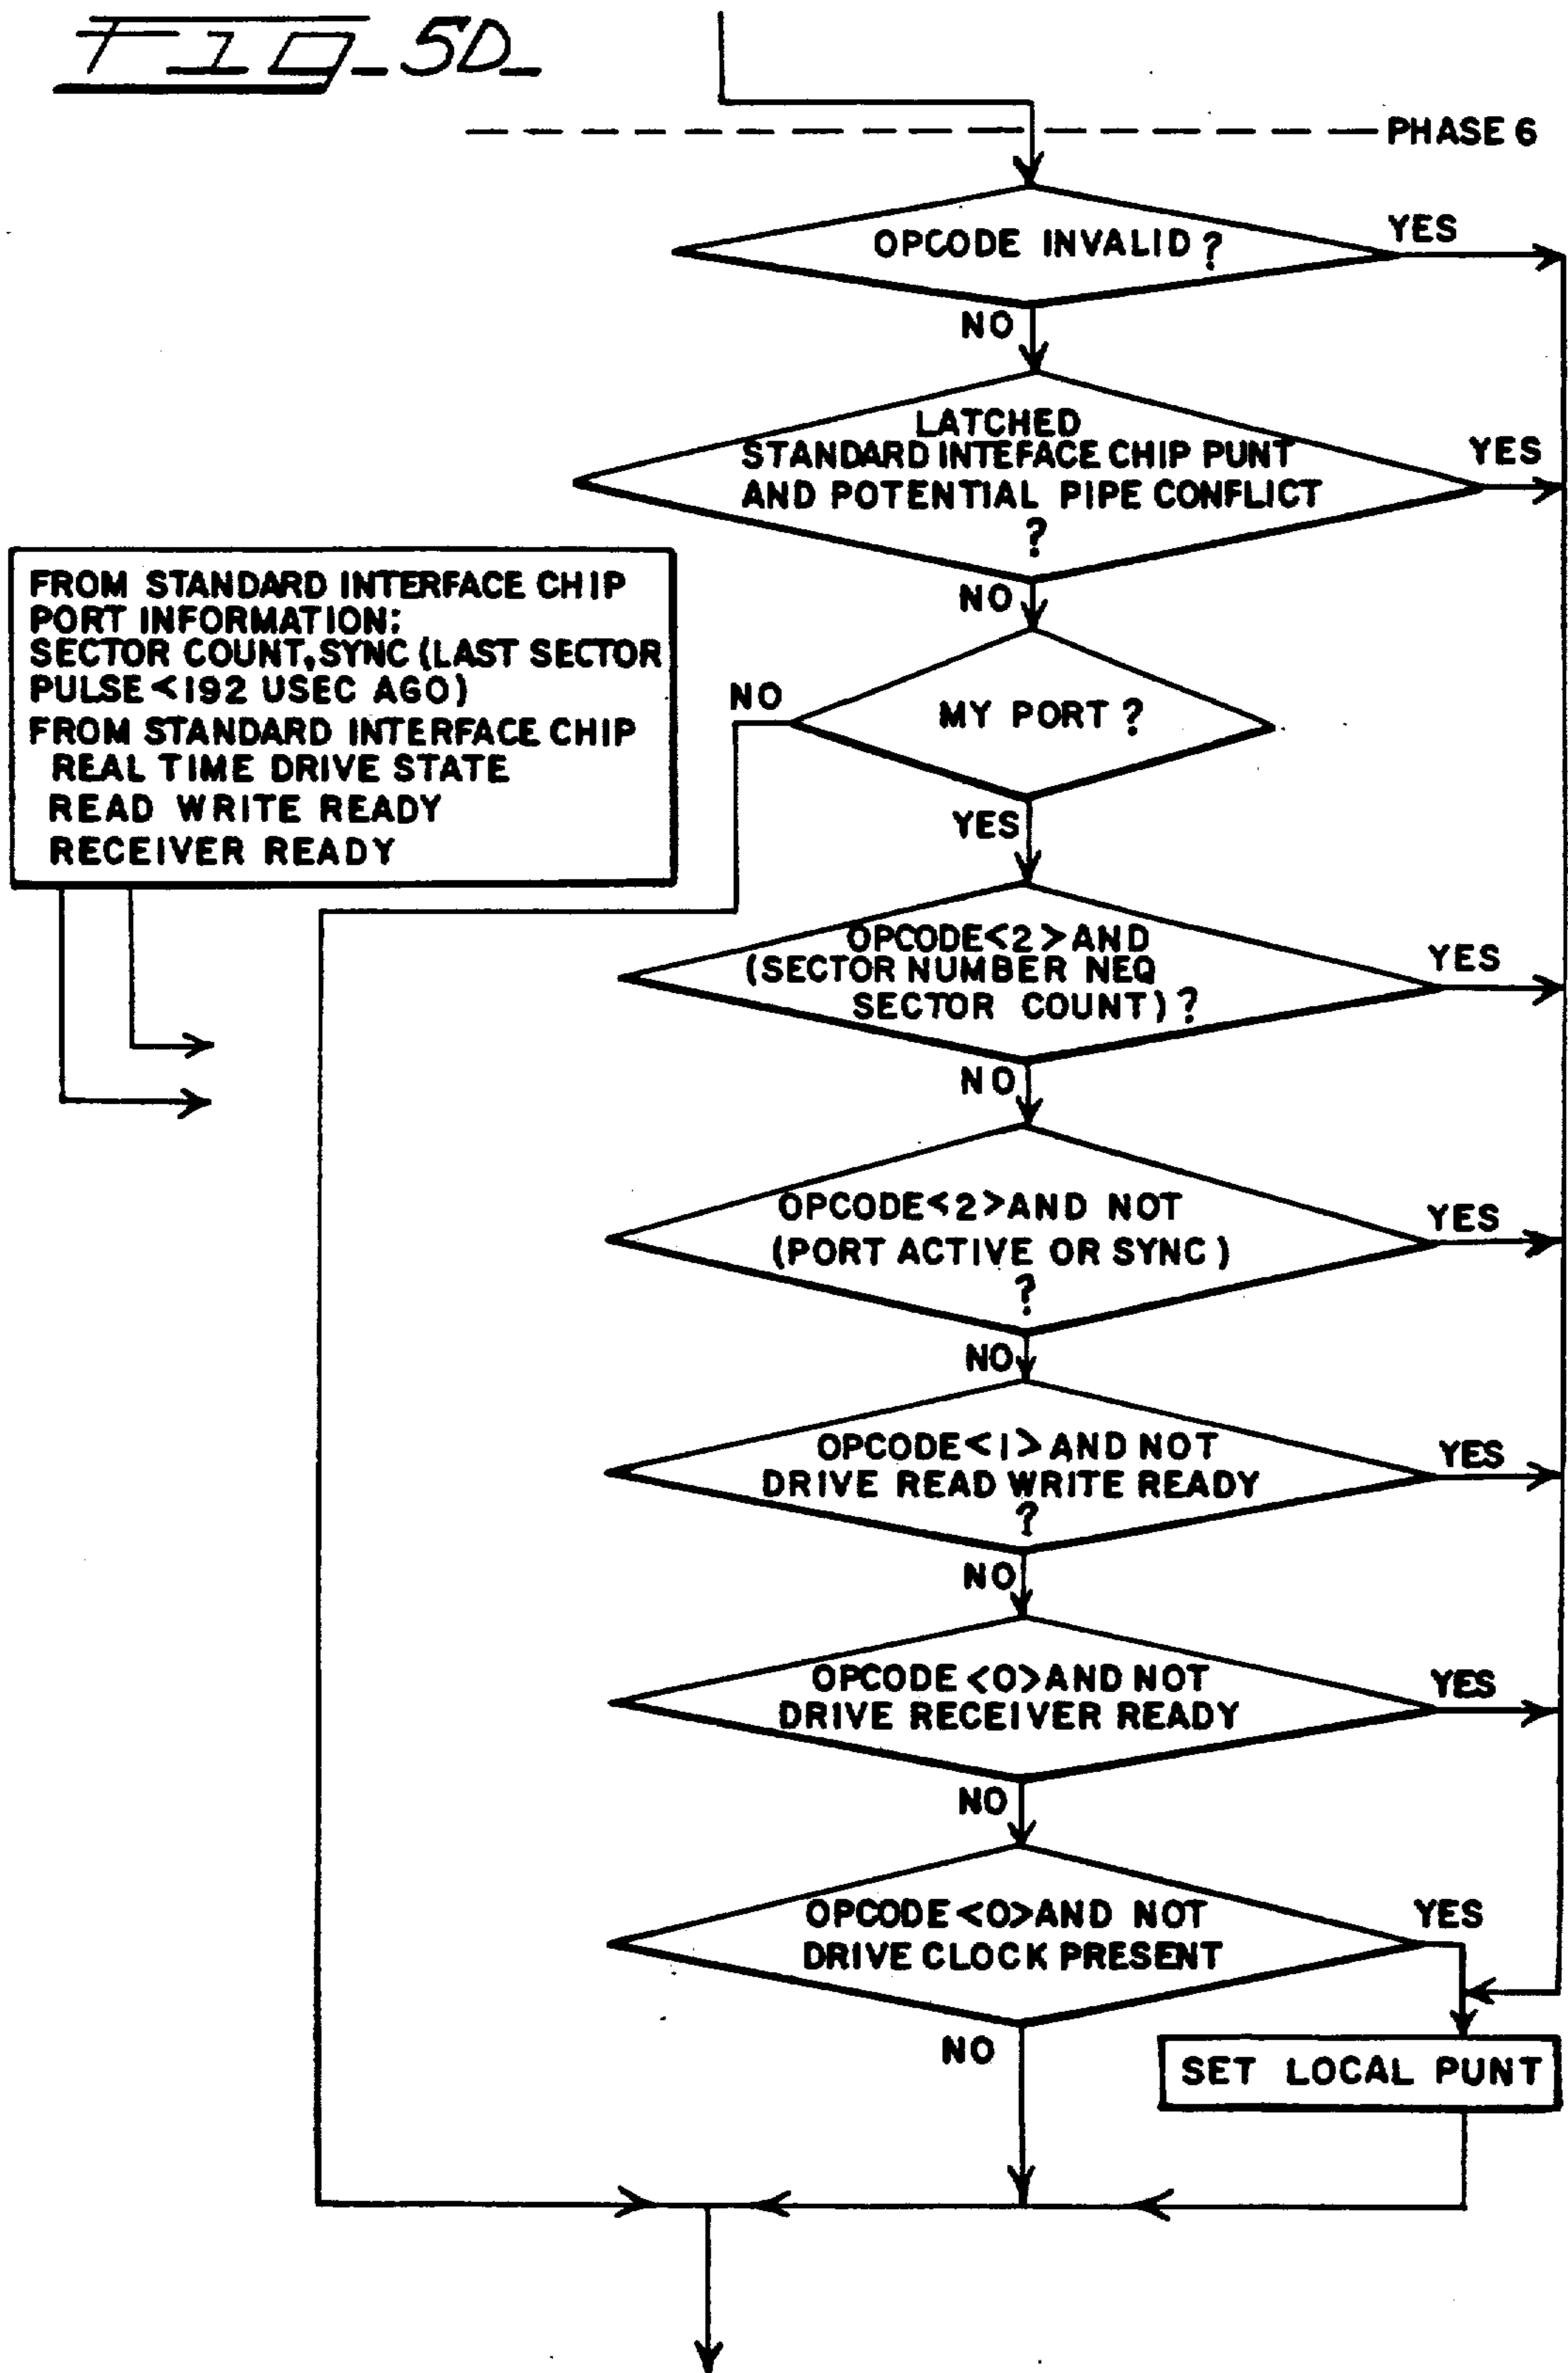 Fig_5D_
PHASE 6
OPCODE INVALID?
YES
NO
LATCHED
STANDARD INTEFACE CHIP PUNT
AND POTENTIAL PIPE CONFLICT
?
YES
NO
FROM STANDARD INTERFACE CHIP
PORT INFORMATION:
SECTOR COUNT,SYNC (LAST SECTOR
PULSE <192 USEC AGO)
FROM STANDARD INTERFACE CHIP
REAL TIME DRIVE STATE
READ WRITE READY
RECEIVER READY
NO
MY PORT ?
YES
OPCODE<2>AND
(SECTOR NUMBER NEQ
SECTOR COUNT)?
YES
NO
OPCODE<2>AND NOT
(PORT ACTIVE OR SYNC)
?
YES
NO
OPCODE<1>AND NOT
DRIVE READ WRITE READY
?
YES
NO
OPCODE<0>AND NOT
DRIVE RECEIVER READY
YES
NO
OPCODE<0>AND NOT
DRIVE CLOCK PRESENT
YES
NO
SET LOCAL PUNT